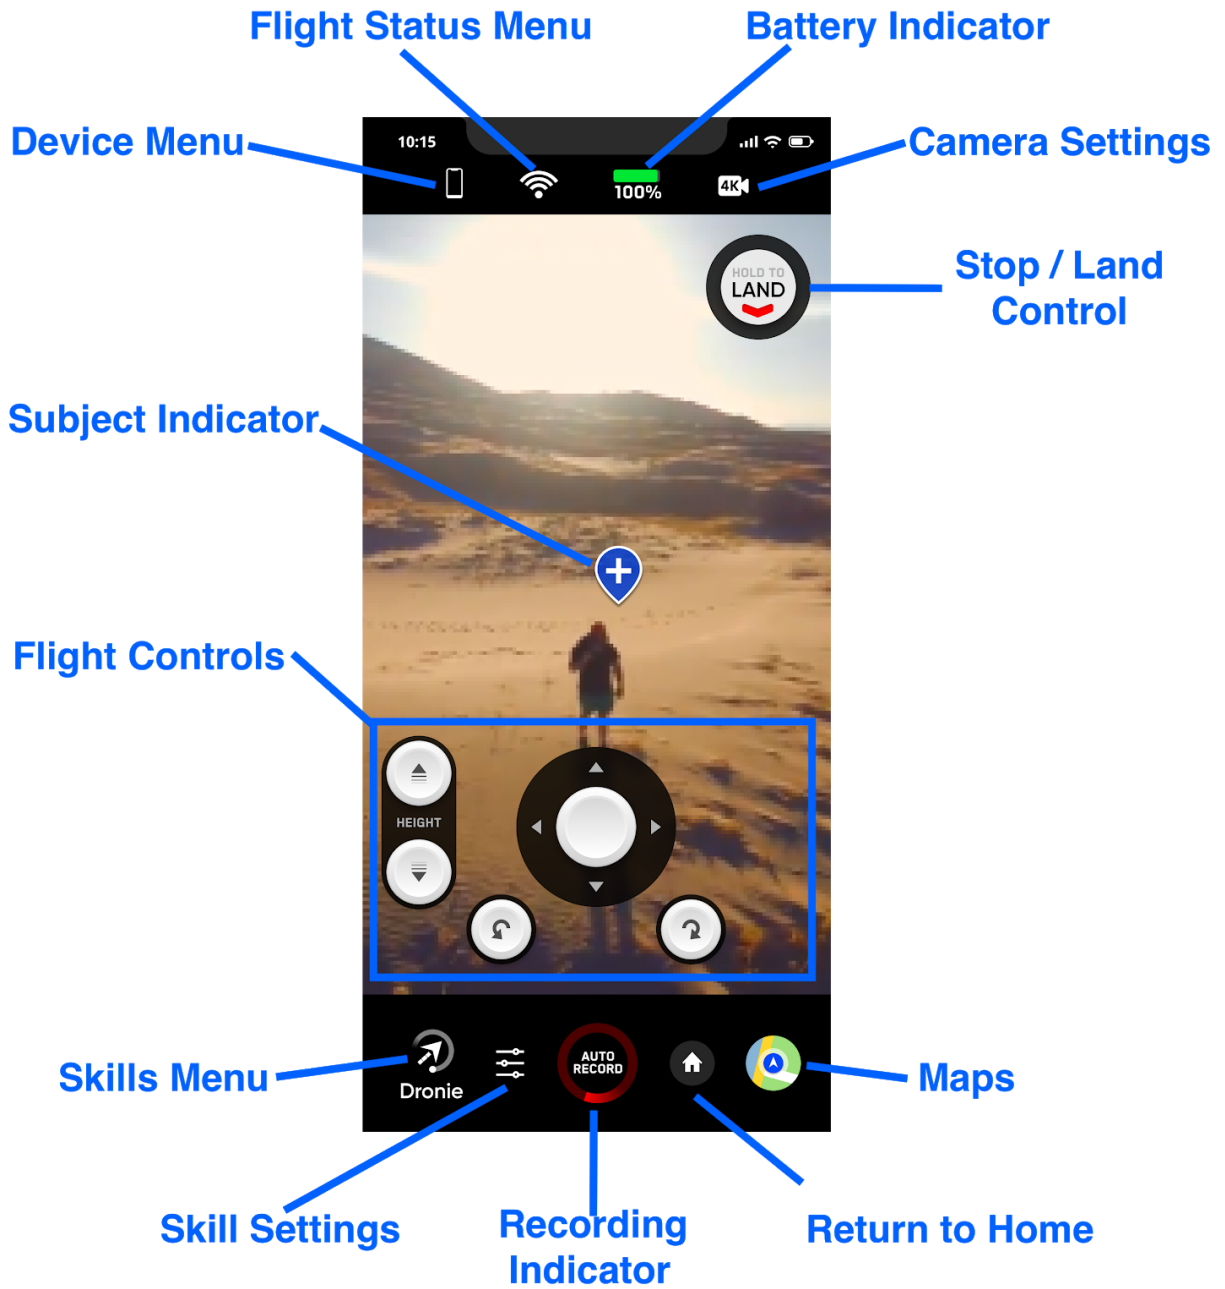 Flight Status Menu
Battery Indicator
Device Menu
10:15
Camera Settings
4K
100%
Stop / Land
Control
HOLD TO
LAND
Subject Indicator
Flight Controls
HEIGHT
Skills Menu
Dronie
AUTO
RECORD
Maps
Skill Settings
Recording
Indicator
Return to Home